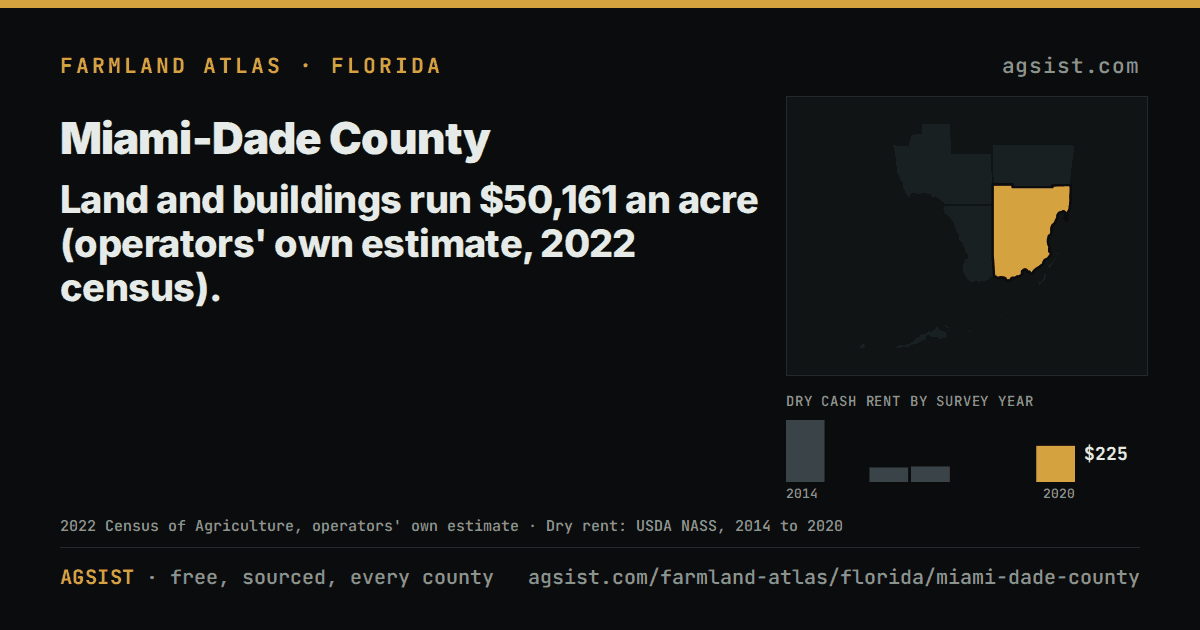 FARMLAND ATLAS · FLORIDA
agsist.com
Miami-Dade County
Land and buildings run $50,161 an acre
(operators' own estimate, 2022
census).
DRY CASH RENT BY SURVEY YEAR
$225
2014
2020
2022 Census of Agriculture, operators' own estimate · Dry rent: USDA NASS, 2014 to 2020
AGSIST · free, sourced, every county
agsist.com/farmland-atlas/florida/miami-dade-county